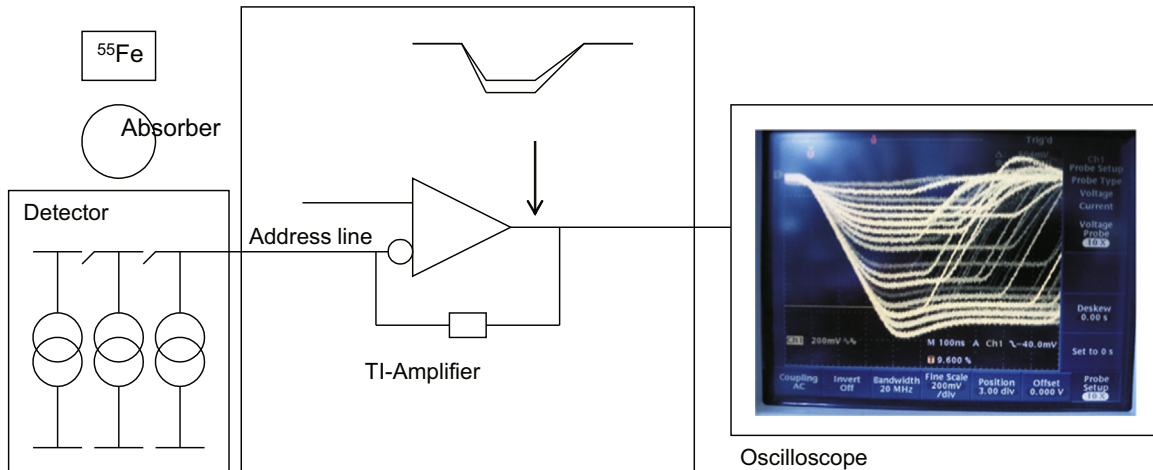 ⁵⁵Fe
Absorber
Detector
Address line
TI-Amplifier
Trig'd
Ch1
Probe Setup
Probe Type
Voltage
Current
Voltage
Probe
10 X
Deskew
0.00 s
Set to 0 s
Probe
Setup
10 X
Ch1 200mV
M 100ns A Ch1 -40.0mV
9.600 %
Coupling
AC
Invert
Off
Bandwidth
20 MHz
Fine Scale
200mV
/div
Position
3.00 div
Offset
0.000 V
Oscilloscope